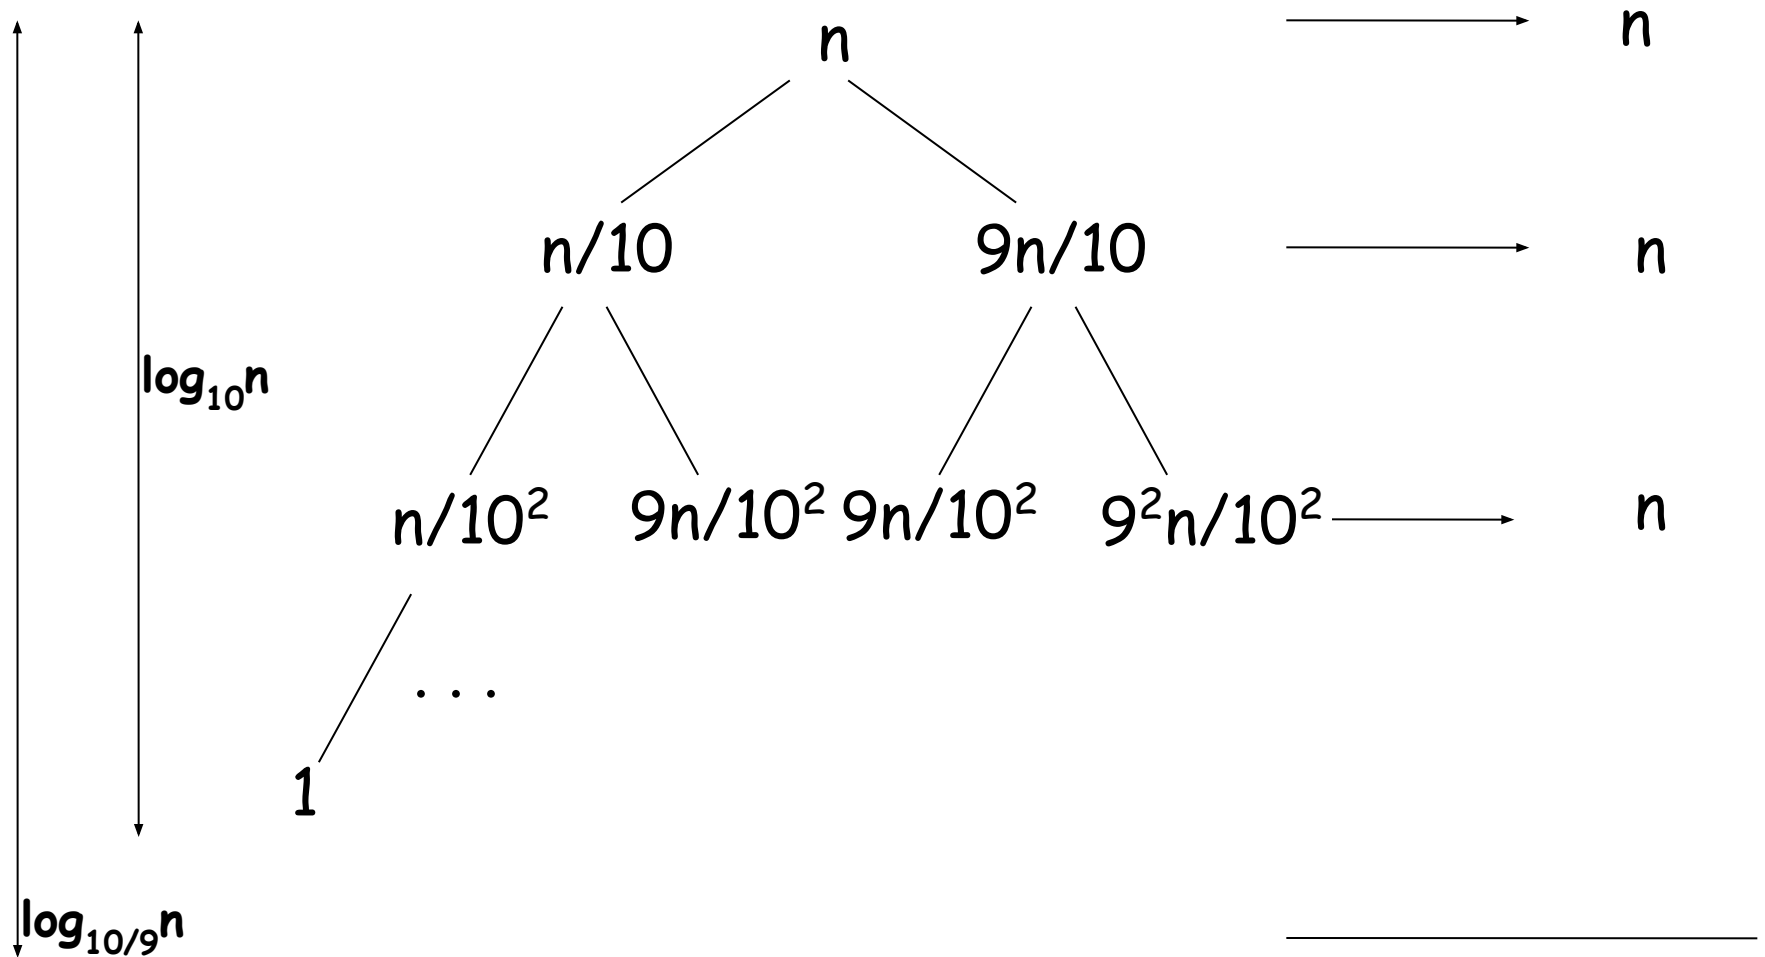 n n
n/10 9n/10 n
log₁₀n
n/10² 9n/10² 9n/10² 9²n/10² n
. . .
1
log₁₀/₉n